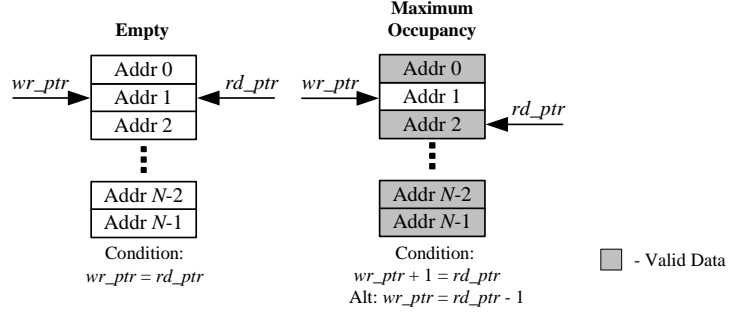 Empty
wr_ptr
Addr 0
Addr 1
Addr 2
rd_ptr
Addr N-2
Addr N-1
Condition:
wr_ptr = rd_ptr
Maximum
Occupancy
wr_ptr
Addr 0
Addr 1
Addr 2
rd_ptr
Addr N-2
Addr N-1
Condition:
wr_ptr + 1 = rd_ptr
Alt: wr_ptr = rd_ptr - 1
- Valid Data